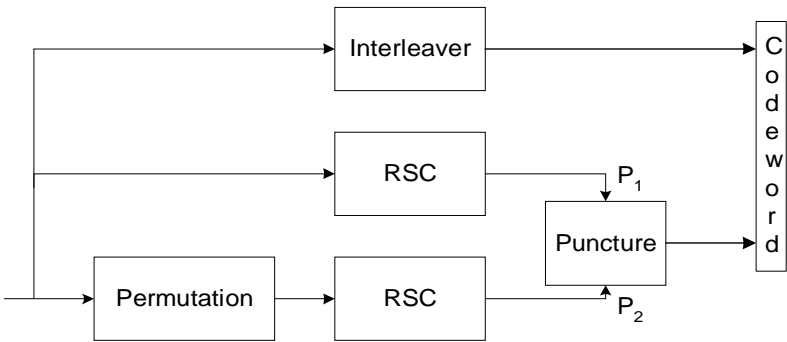 Interleaver
Codeword
RSC
P1
Puncture
Permutation
RSC
P2